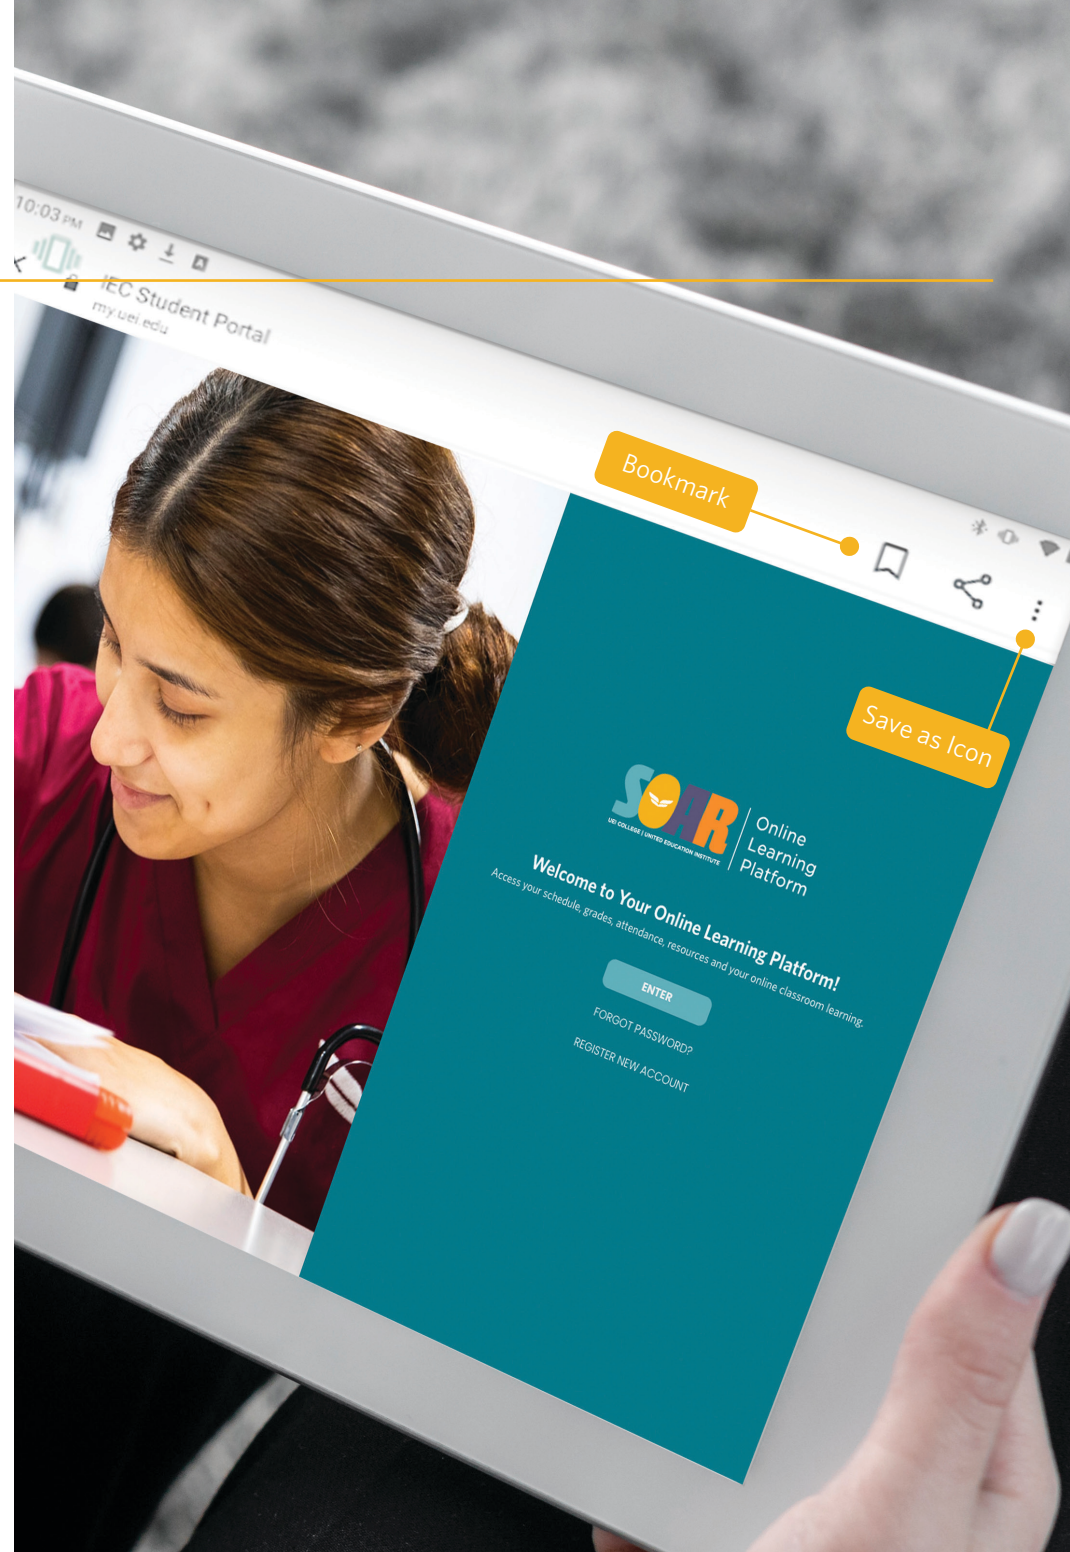 10:03 PM
IEC Student Portal
my.uei.edu
Bookmark
Save as Icon
SOAR
UEI COLLEGE | UNITED EDUCATION INSTITUTE
Online
Learning
Platform
Welcome to Your Online Learning Platform!
Access your schedule, grades, attendance, resources and your online classroom learning.
ENTER
FORGOT PASSWORD?
REGISTER NEW ACCOUNT